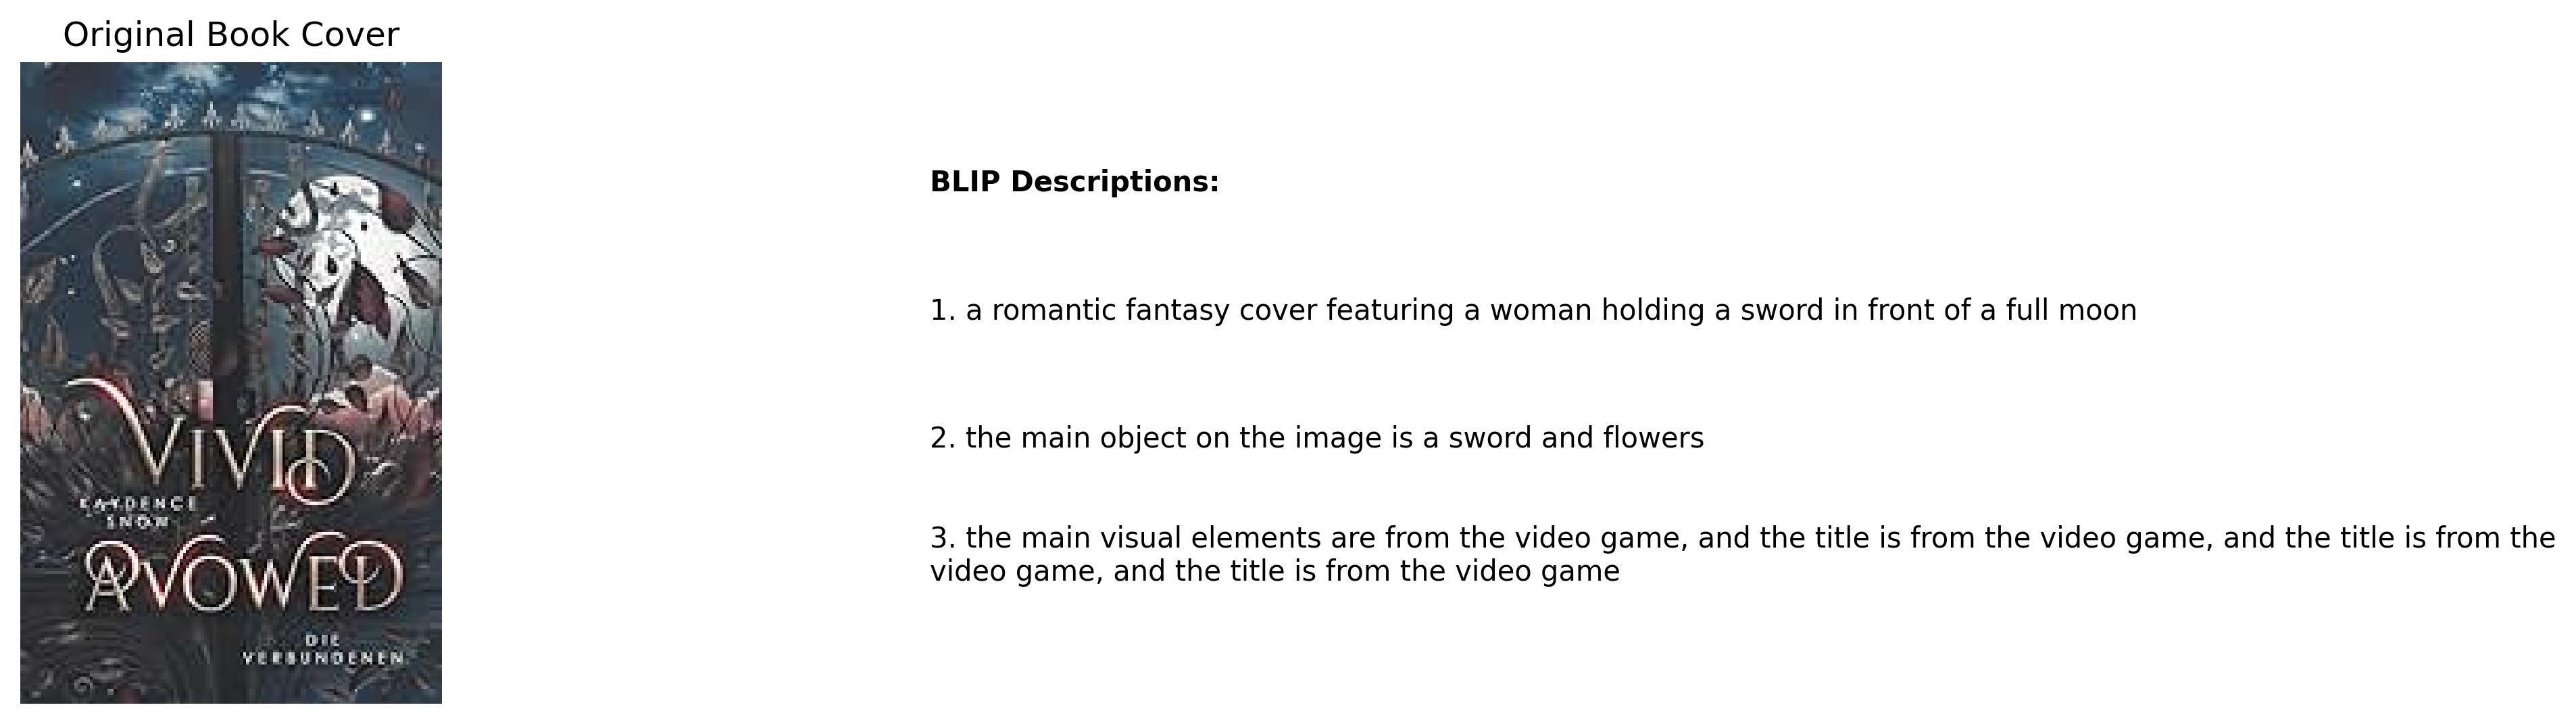 Original Book Cover
VIVID
KAYDENCE
SNOW
AVOWED
DIE
VERBUNDENEN
BLIP Descriptions:
1. a romantic fantasy cover featuring a woman holding a sword in front of a full moon
2. the main object on the image is a sword and flowers
3. the main visual elements are from the video game, and the title is from the video game, and the title is from the
video game, and the title is from the video game